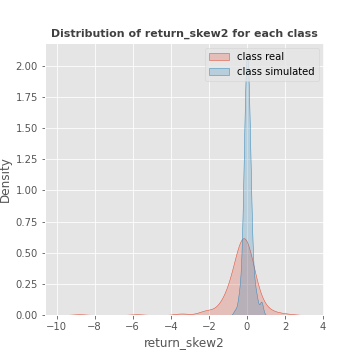 Distribution of return_skew2 for each class
class real
class simulated
Density
2.00
1.75
1.50
1.25
1.00
0.75
0.50
0.25
0.00
−10 −8 −6 −4 −2 0 2 4
return_skew2